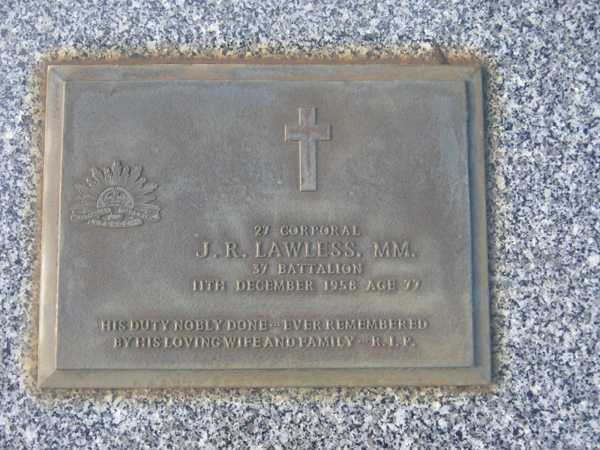 27 CORPORAL
J. R. LAWLESS. MM.
37 BATTALION
11TH DECEMBER 1958 AGE 77
HIS DUTY NOBLY DONE ... EVER REMEMBERED
BY HIS LOVING WIFE AND FAMILY ... R. I. P.